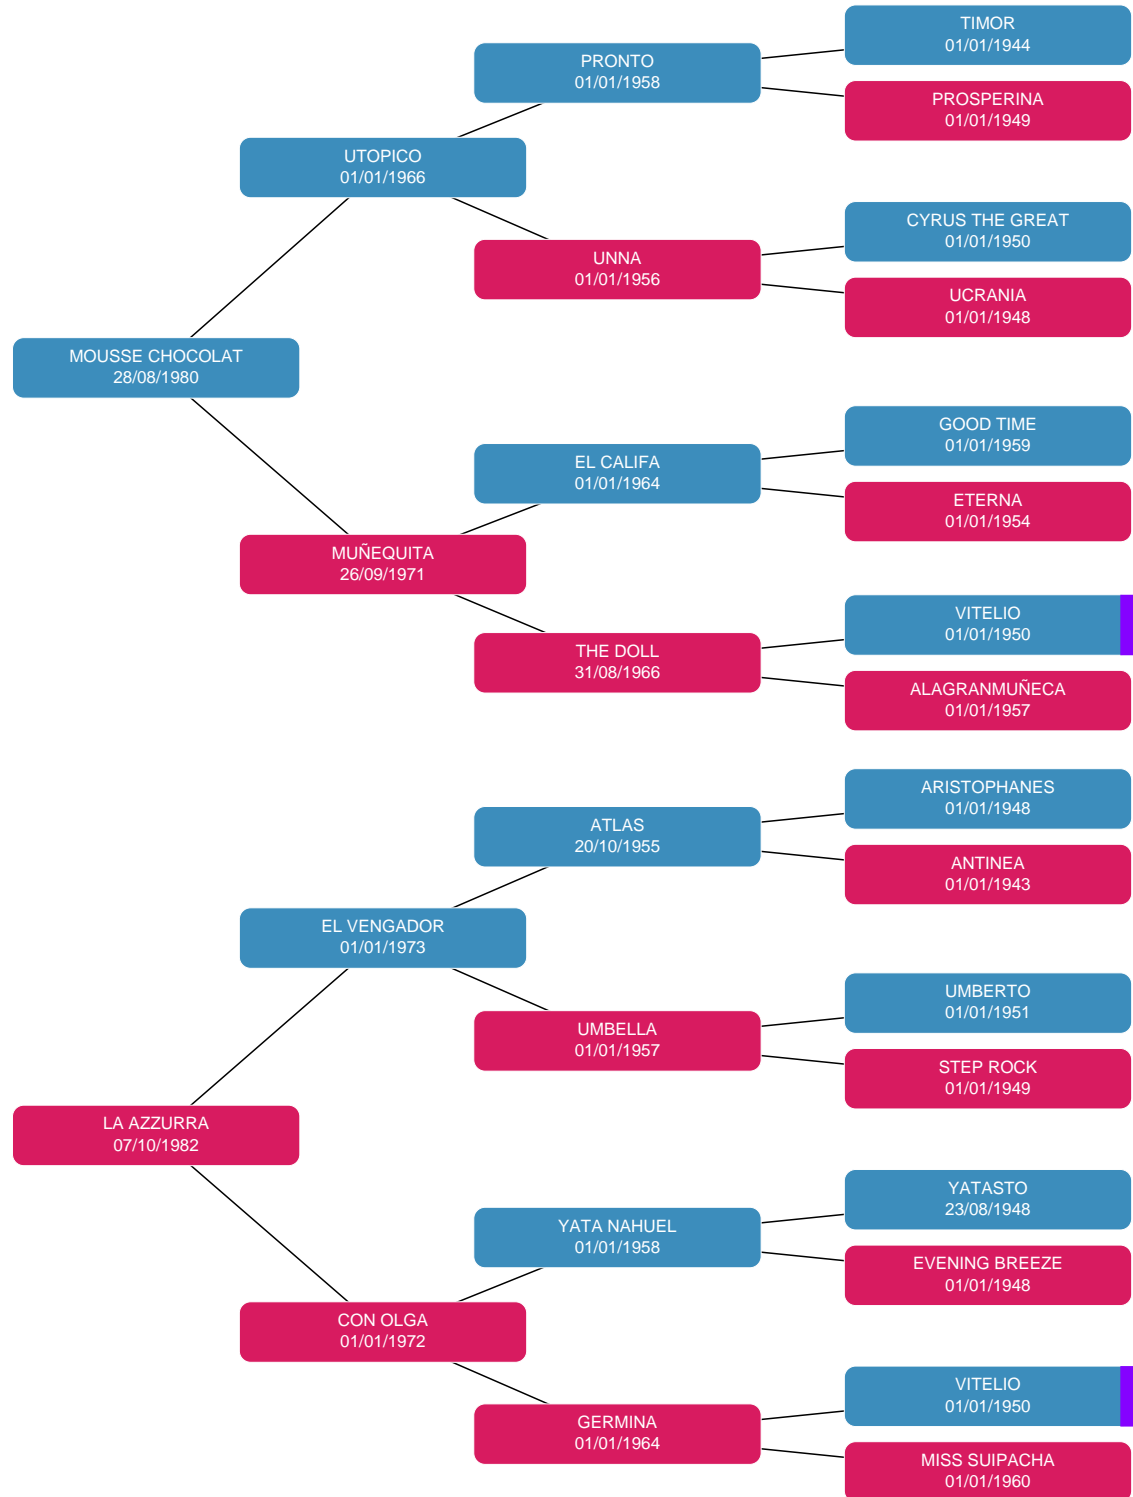 TIMOR
01/01/1944
PRONTO
01/01/1958
PROSPERINA
01/01/1949
UTOPICO
01/01/1966
CYRUS THE GREAT
01/01/1950
UNNA
01/01/1956
UCRANIA
01/01/1948
MOUSSE CHOCOLAT
28/08/1980
GOOD TIME
01/01/1959
EL CALIFA
01/01/1964
ETERNA
01/01/1954
MUÑEQUITA
26/09/1971
VITELIO
01/01/1950
THE DOLL
31/08/1966
ALAGRANMUÑECA
01/01/1957
ARISTOPHANES
01/01/1948
ATLAS
20/10/1955
ANTINEA
01/01/1943
EL VENGADOR
01/01/1973
UMBERTO
01/01/1951
UMBELLA
01/01/1957
STEP ROCK
01/01/1949
LA AZZURRA
07/10/1982
YATASTO
23/08/1948
YATA NAHUEL
01/01/1958
EVENING BREEZE
01/01/1948
CON OLGA
01/01/1972
VITELIO
01/01/1950
GERMINA
01/01/1964
MISS SUIPACHA
01/01/1960